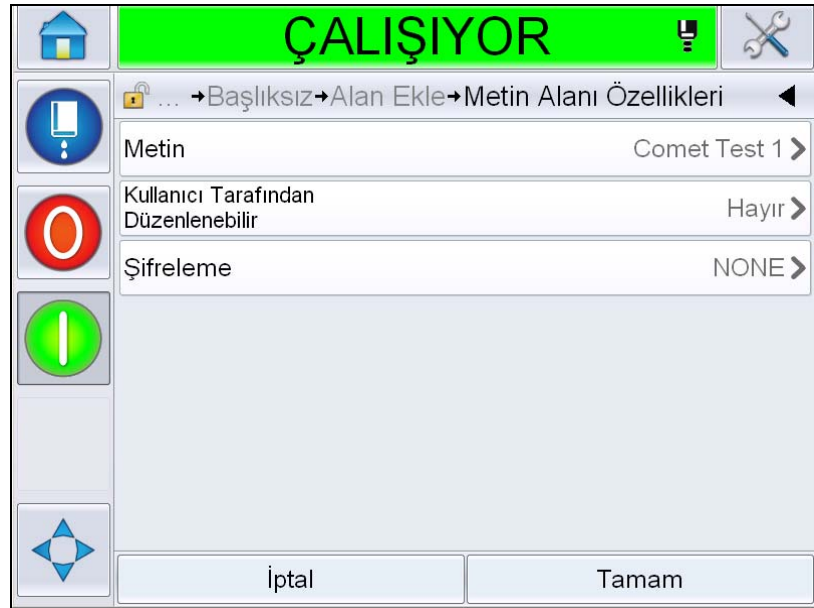 ÇALIŞIYOR
... →Başlıksız→Alan Ekle→Metin Alanı Özellikleri
Metin Comet Test 1
Kullanıcı Tarafından
Düzenlenebilir Hayır
Şifreleme NONE
İptal Tamam